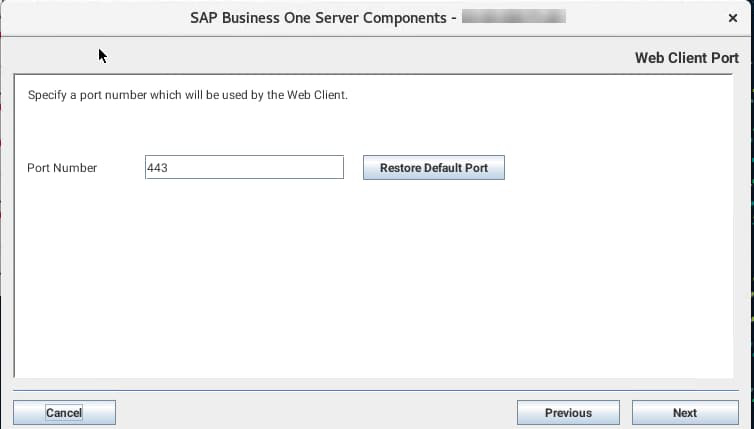 SAP Business One Server Components -
Web Client Port
Specify a port number which will be used by the Web Client.
Port Number 443 Restore Default Port
Cancel Previous Next